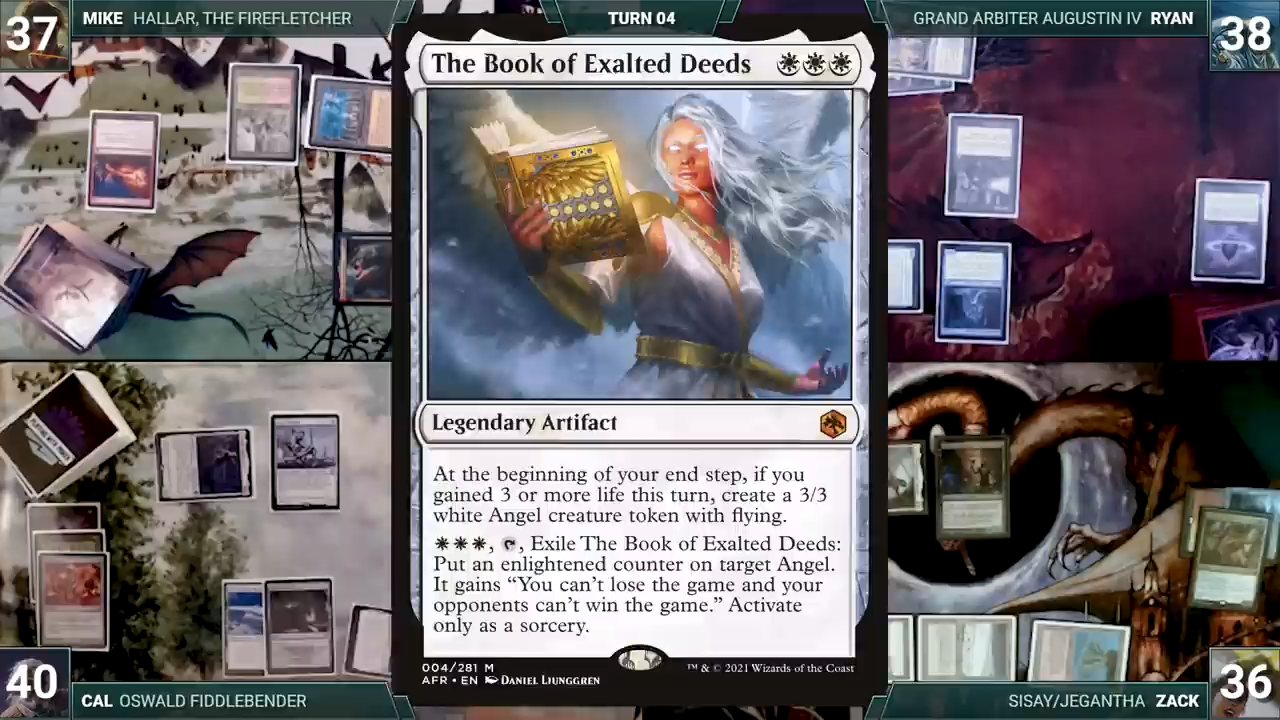 37
MIKE HALLAR, THE FIREFLETCHER
TURN 04
GRAND ARBITER AUGUSTIN IV RYAN
38
The Book of Exalted Deeds
Legendary Artifact
At the beginning of your end step, if you
gained 3 or more life this turn, create a 3/3
white Angel creature token with flying.
, , Exile The Book of Exalted Deeds:
Put an enlightened counter on target Angel.
It gains “You can’t lose the game and your
opponents can’t win the game.” Activate
only as a sorcery.
004/281 M
AFR • EN DANIEL LJUNGGREN
™ & © 2021 Wizards of the Coast
40
CAL OSWALD FIDDLEBENDER
SISAY/JEGANTHA ZACK
36